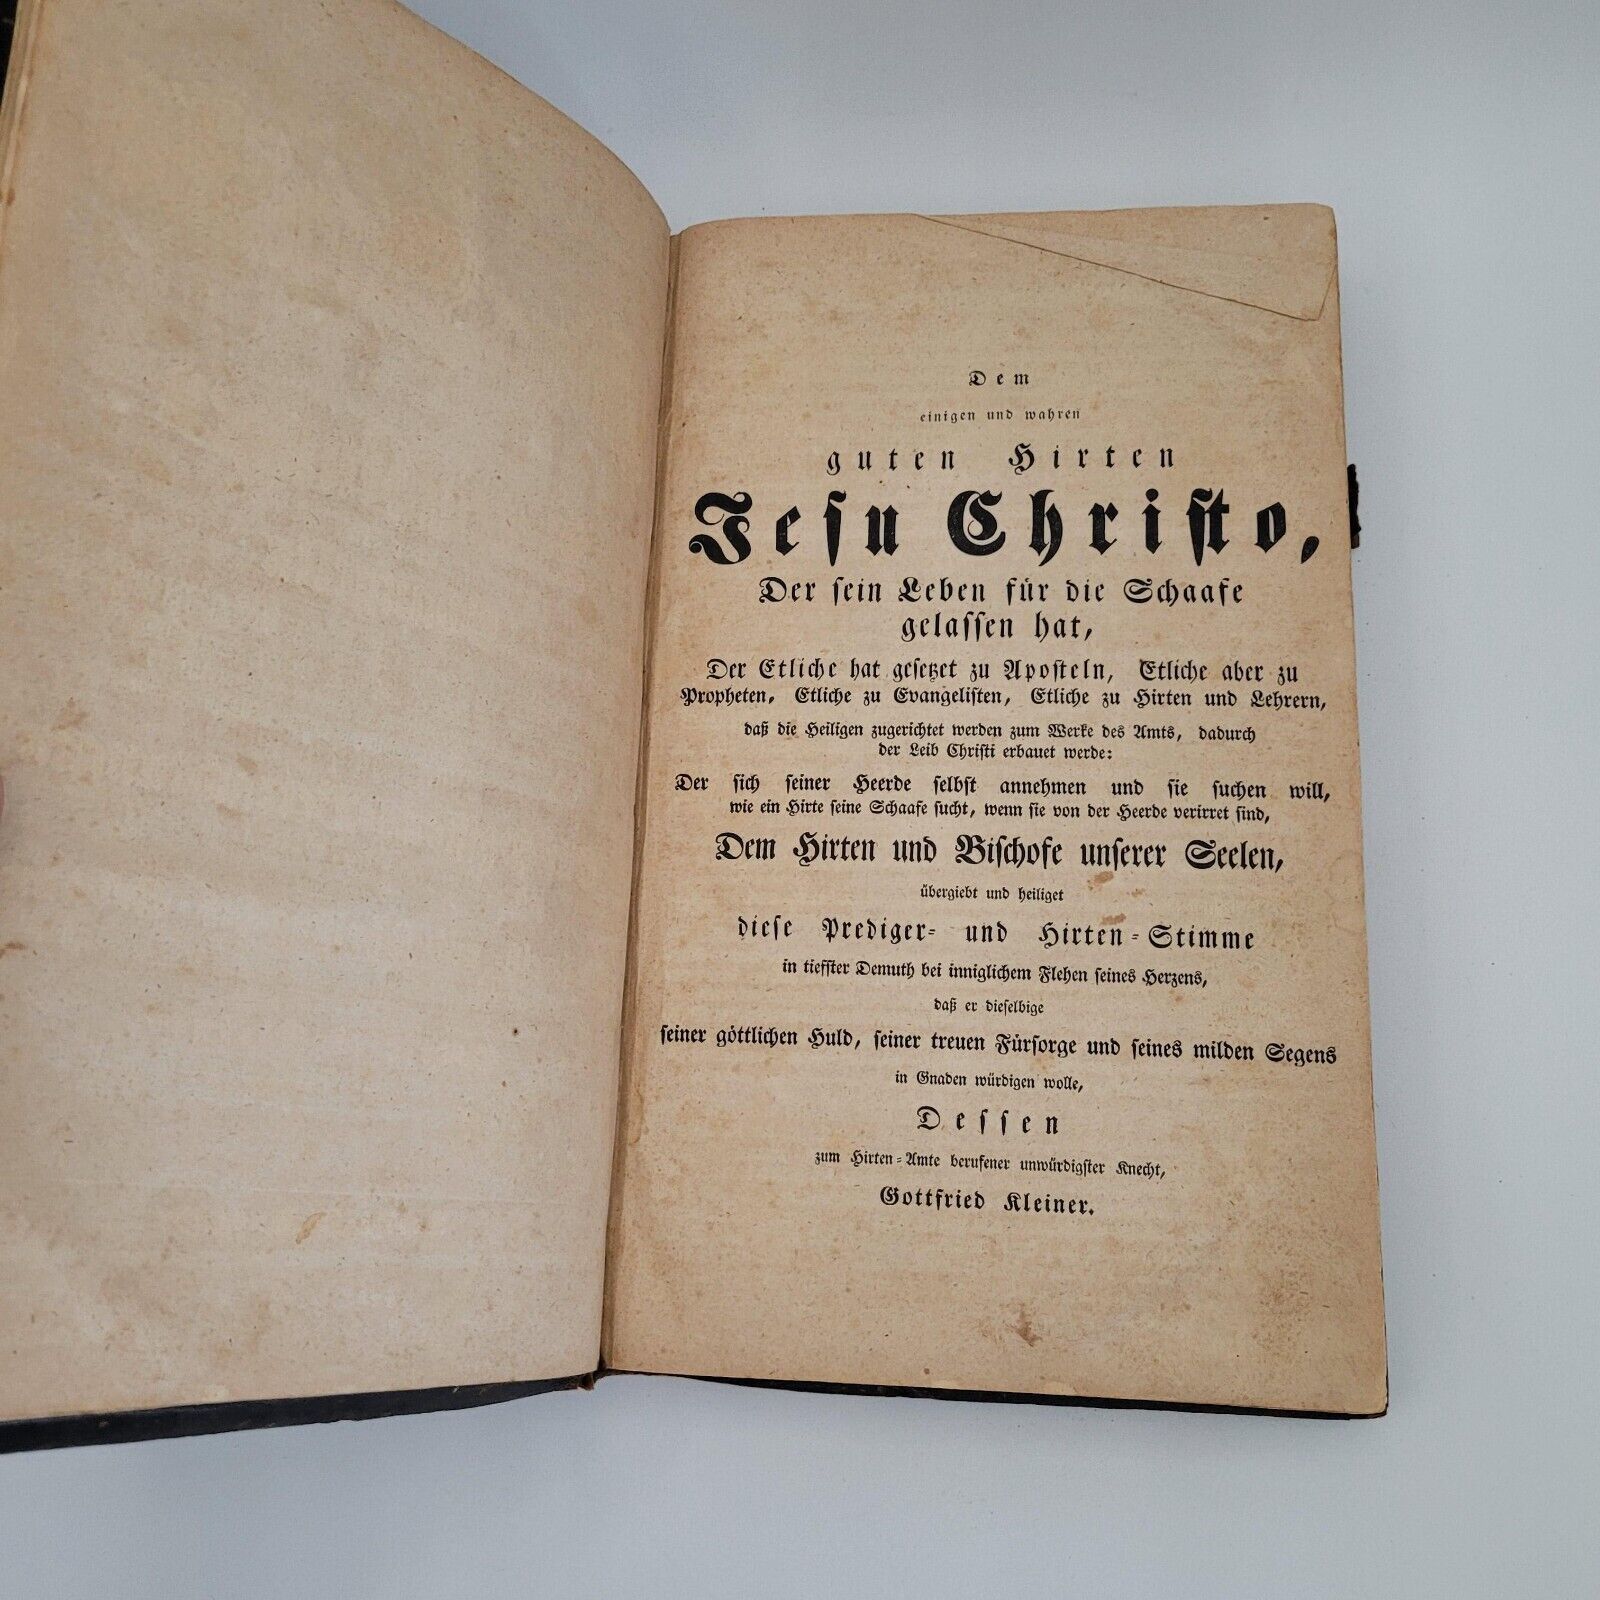 Dem
einigen und wahren
guten Hirten
Jeſu Chriſto,
Der ſein Leben für die Schaafe
gelaſſen hat,
Der Etliche hat geſetzet zu Apoſteln, Etliche aber zu
Propheten, Etliche zu Evangeliſten, Etliche zu Hirten und Lehrern,
daß die Heiligen zugerichtet werden zum Werke des Amts, dadurch
der Leib Chriſti erbauet werde:
Der ſich ſeiner Heerde ſelbſt annehmen und ſie ſuchen will,
wie ein Hirte ſeine Schaafe ſucht, wenn ſie von der Heerde verirret ſind,
Dem Hirten und Biſchofe unſerer Seelen,
übergiebt und heiliget
dieſe Prediger- und Hirten-Stimme
in tiefſter Demuth bei inniglichem Flehen ſeines Herzens,
daß er dieſelbige
ſeiner göttlichen Huld, ſeiner treuen Fürſorge und ſeines milden Segens
in Gnaden würdigen wolle,
Deſſen
zum Hirten-Amte berufener unwürdigſter Knecht,
Gottfried Kleiner.